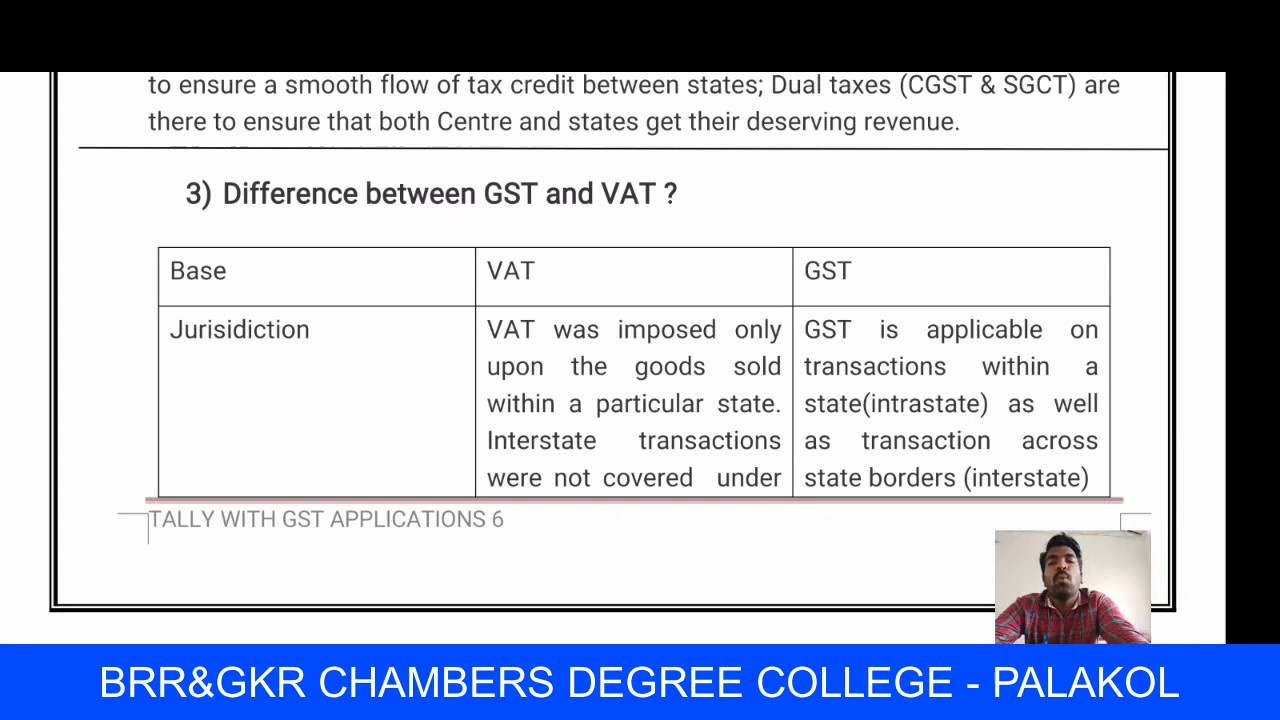 to ensure a smooth flow of tax credit between states; Dual taxes (CGST & SGCT) are
there to ensure that both Centre and states get their deserving revenue.
3) Difference between GST and VAT ?
Base
VAT
GST
Jurisidiction
VAT was imposed only
upon the goods sold
within a particular state.
Interstate transactions
were not covered under
GST is applicable on
transactions within a
state(intrastate) as well
as transaction across
state borders (interstate)
TALLY WITH GST APPLICATIONS 6
BRR&GKR CHAMBERS DEGREE COLLEGE - PALAKOL